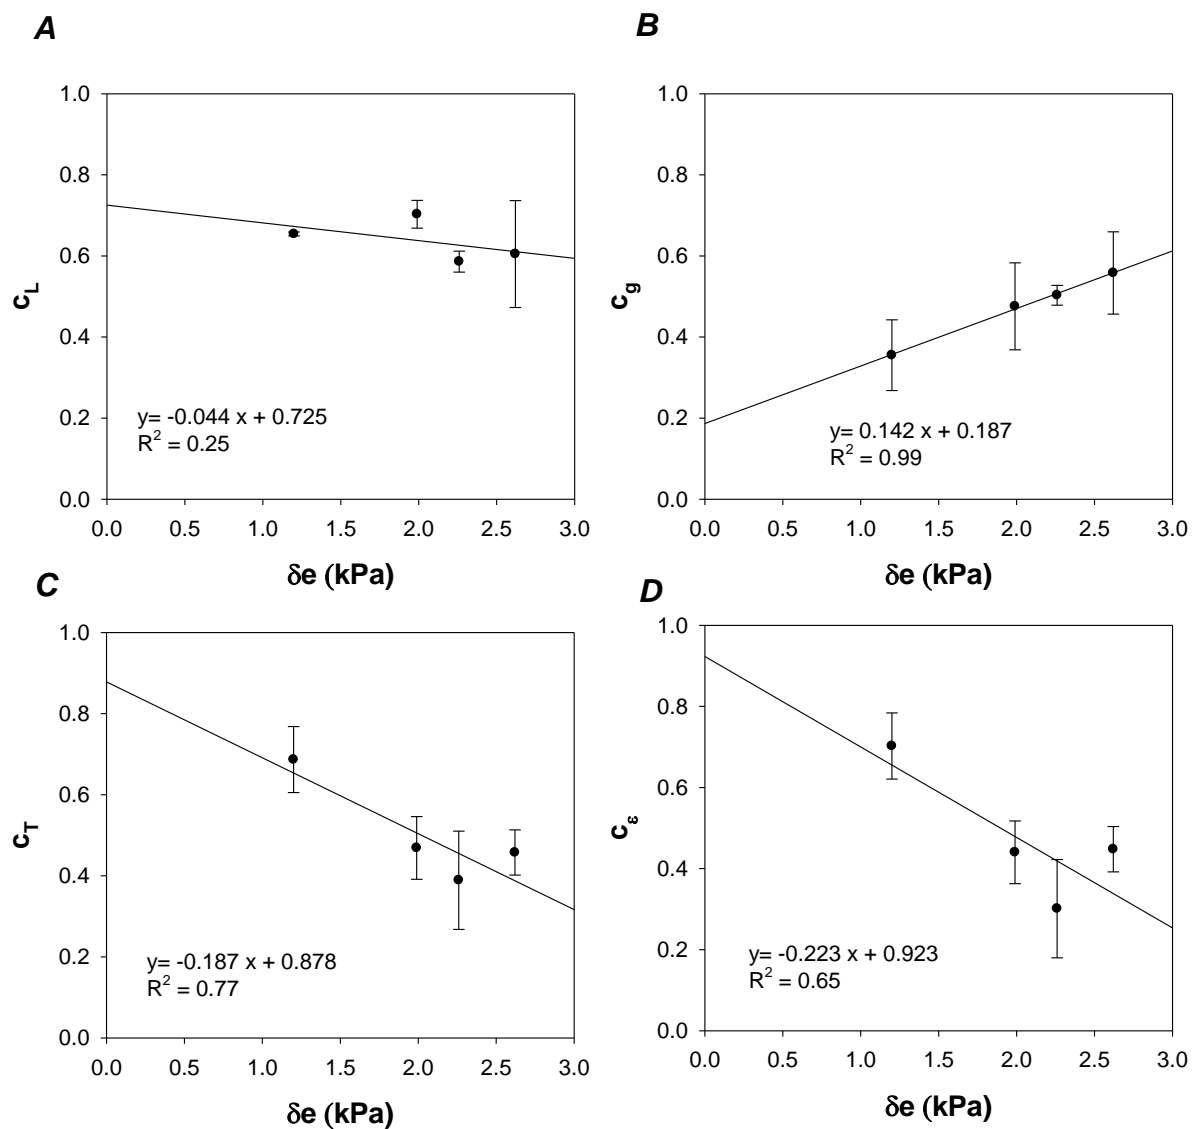 A
1.0
0.8
0.6
0.4
0.2
0.0
c_L
y= -0.044 x + 0.725
R² = 0.25
0.0 0.5 1.0 1.5 2.0 2.5 3.0
δe (kPa)
B
1.0
0.8
0.6
0.4
0.2
0.0
c_g
y= 0.142 x + 0.187
R² = 0.99
0.0 0.5 1.0 1.5 2.0 2.5 3.0
δe (kPa)
C
1.0
0.8
0.6
0.4
0.2
0.0
c_T
y= -0.187 x + 0.878
R² = 0.77
0.0 0.5 1.0 1.5 2.0 2.5 3.0
δe (kPa)
D
1.0
0.8
0.6
0.4
0.2
0.0
c_ε
y= -0.223 x + 0.923
R² = 0.65
0.0 0.5 1.0 1.5 2.0 2.5 3.0
δe (kPa)